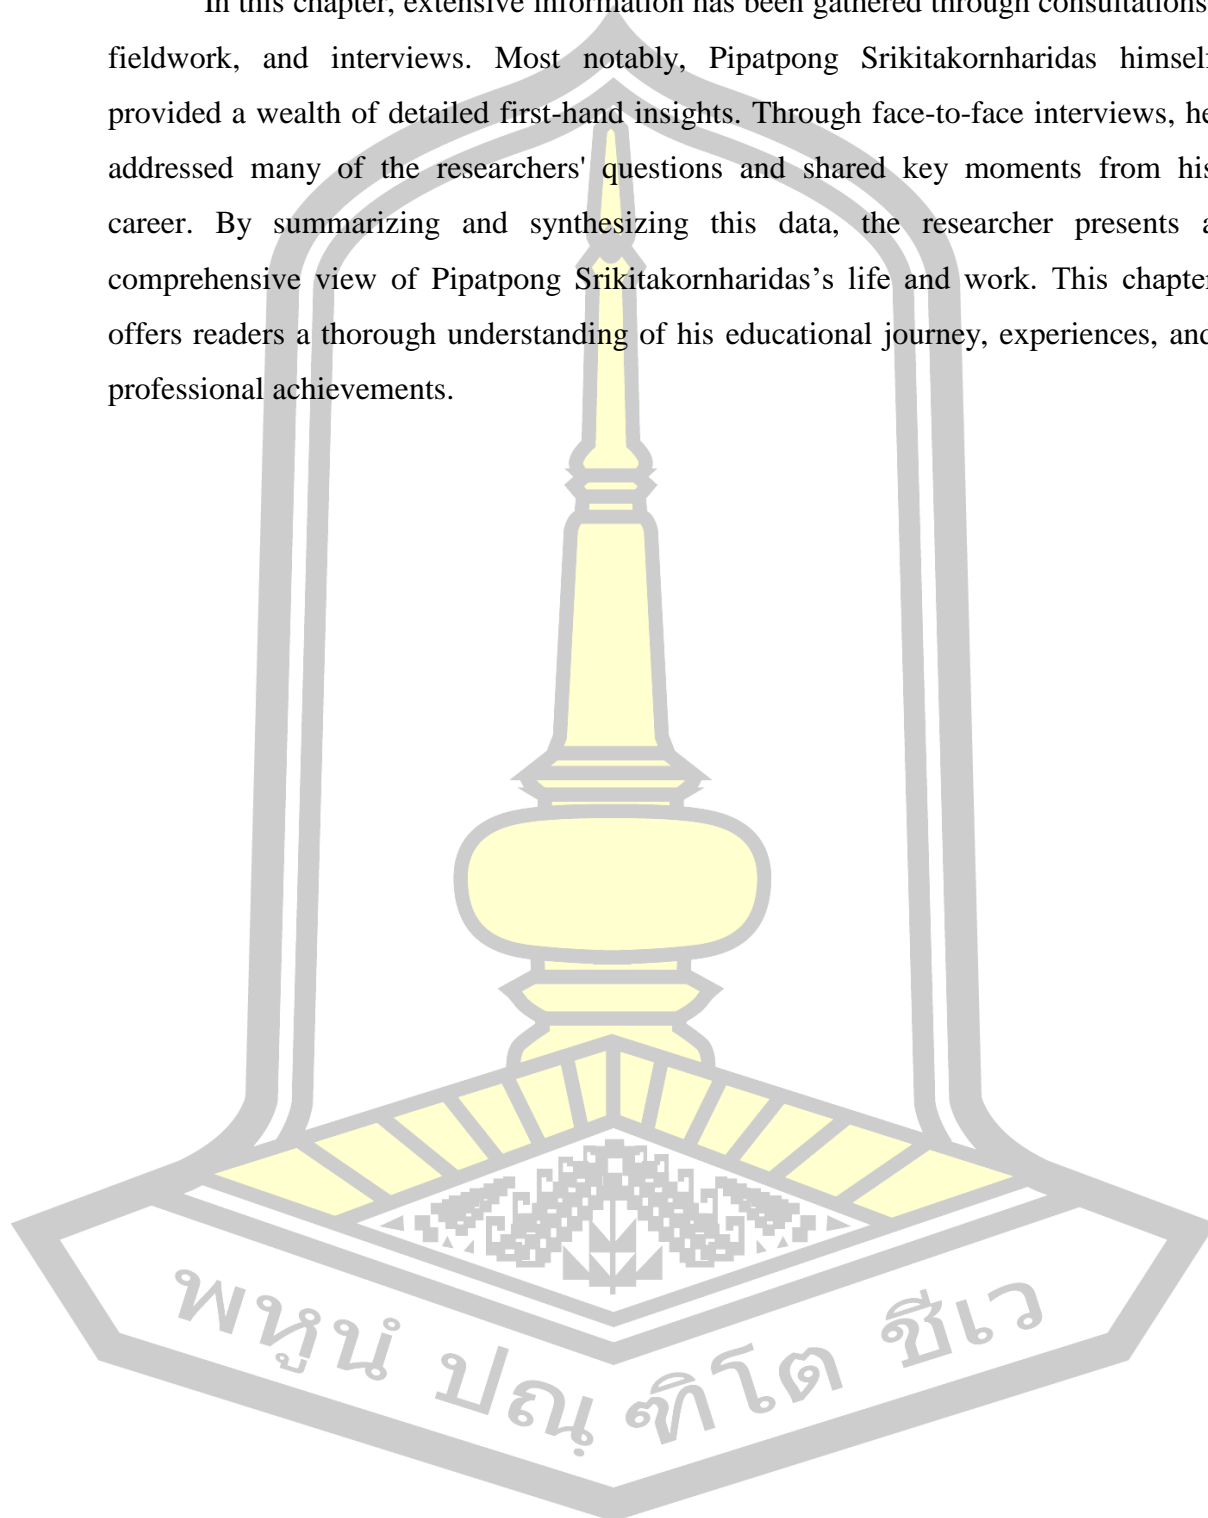 In this chapter, extensive information has been gathered through consultations
fieldwork, and interviews. Most notably, Pipatpong Srikitakornharidas himself
provided a wealth of detailed first-hand insights. Through face-to-face interviews, he
addressed many of the researchers' questions and shared key moments from his
career. By summarizing and synthesizing this data, the researcher presents a
comprehensive view of Pipatpong Srikitakornharidas’s life and work. This chapter
offers readers a thorough understanding of his educational journey, experiences, and
professional achievements.
พหูนํ ปณฺฑิโต ชีเว